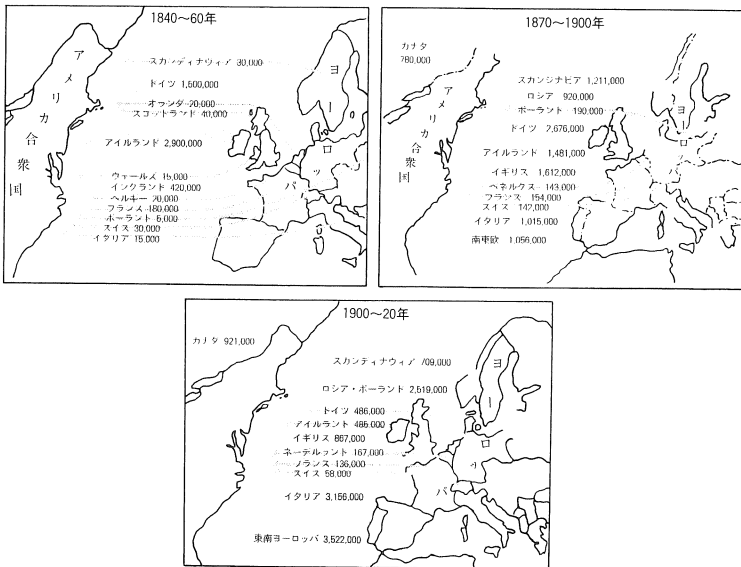 1840～60年
アメリカ合衆国
スカンディナヴィア 30,000
ドイツ 1,500,000
オランダ 20,000
スコットランド 40,000
アイルランド 2,900,000
ウェールズ 15,000
イングランド 420,000
ベルギー 20,000
フランス 180,000
ポーラント 5,000
スイス 30,000
イタリア 15,000
ヨーロッパ
1870～1900年
カナダ
780,000
アメリカ合衆国
スカンジナビア 1,211,000
ロシア 920,000
ポーラント 190,000
ドイツ 2,676,000
アイルランド 1,481,000
イギリス 1,612,000
ベネルクス 143,000
フランス 154,000
スイス 142,000
イタリア 1,015,000
南東欧 1,056,000
ヨーロッパ
1900～20年
カナダ 921,000
スカンティナヴィア 709,000
ロシア・ポーランド 2,519,000
トイツ 486,000
アイルラント 485,000
イギリス 867,000
ネーデルラント 167,000
フランス 136,000
スイス 58,000
イタリア 3,156,000
東南ヨーロッパ 3,522,000
ヨーロッパ